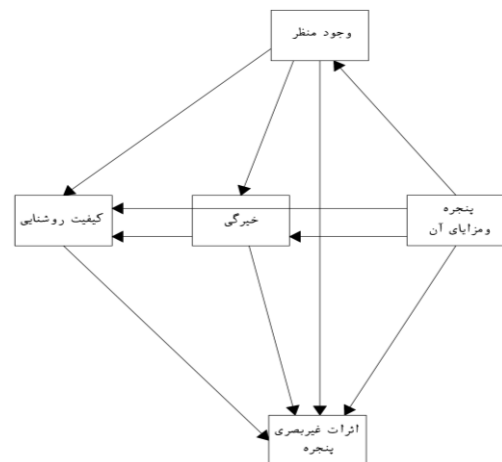 وجود منظر
پنجره
ومزایای آن
خیرگی
کیفیت روشنایی
اثرات غیربصری
پنجره